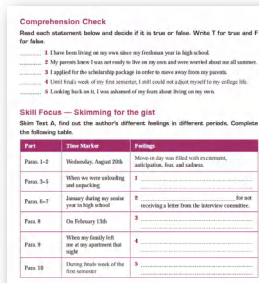 Comprehension Check
Read each statement below and decide if it is true or false. Write T for true and F
for false.
1 I have been living on my own since my freshman year in high school.
2 My parents knew I was not ready to live on my own and were worried about me all summer.
3 I applied for the scholarship package in order to move away from my parents.
4 Until finals week of my first semester, I still could not adjust myself to my college life.
5 Looking back on it, I was ashamed of my fears about living on my own.
Skill Focus — Skimming for the gist
Skim Text A, find out the author's different feelings in different periods. Complete
the following table.
Part Time Marker Feelings
Paras. 1–2 Wednesday, August 20th Move-in day was filled with excitement,
anticipation, fear, and sadness.
Paras. 3–5 When we were unloading
and unpacking 1
Paras. 6–7 January during my senior
year in high school 2 for not
receiving a letter from the interview committee.
Para. 8 On February 13th 3
Para. 9 When my family left
me at my apartment that
night 4
Para. 10 During finals week of the
first semester 5